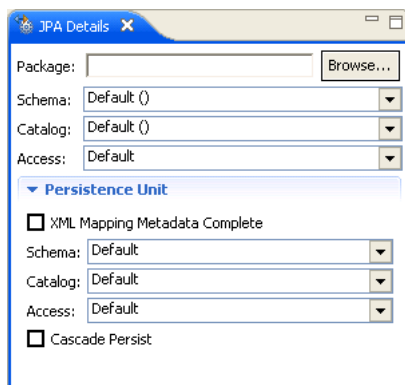 JPA Details
Package: Browse...
Schema: Default ()
Catalog: Default ()
Access: Default
Persistence Unit
XML Mapping Metadata Complete
Schema: Default
Catalog: Default
Access: Default
Cascade Persist